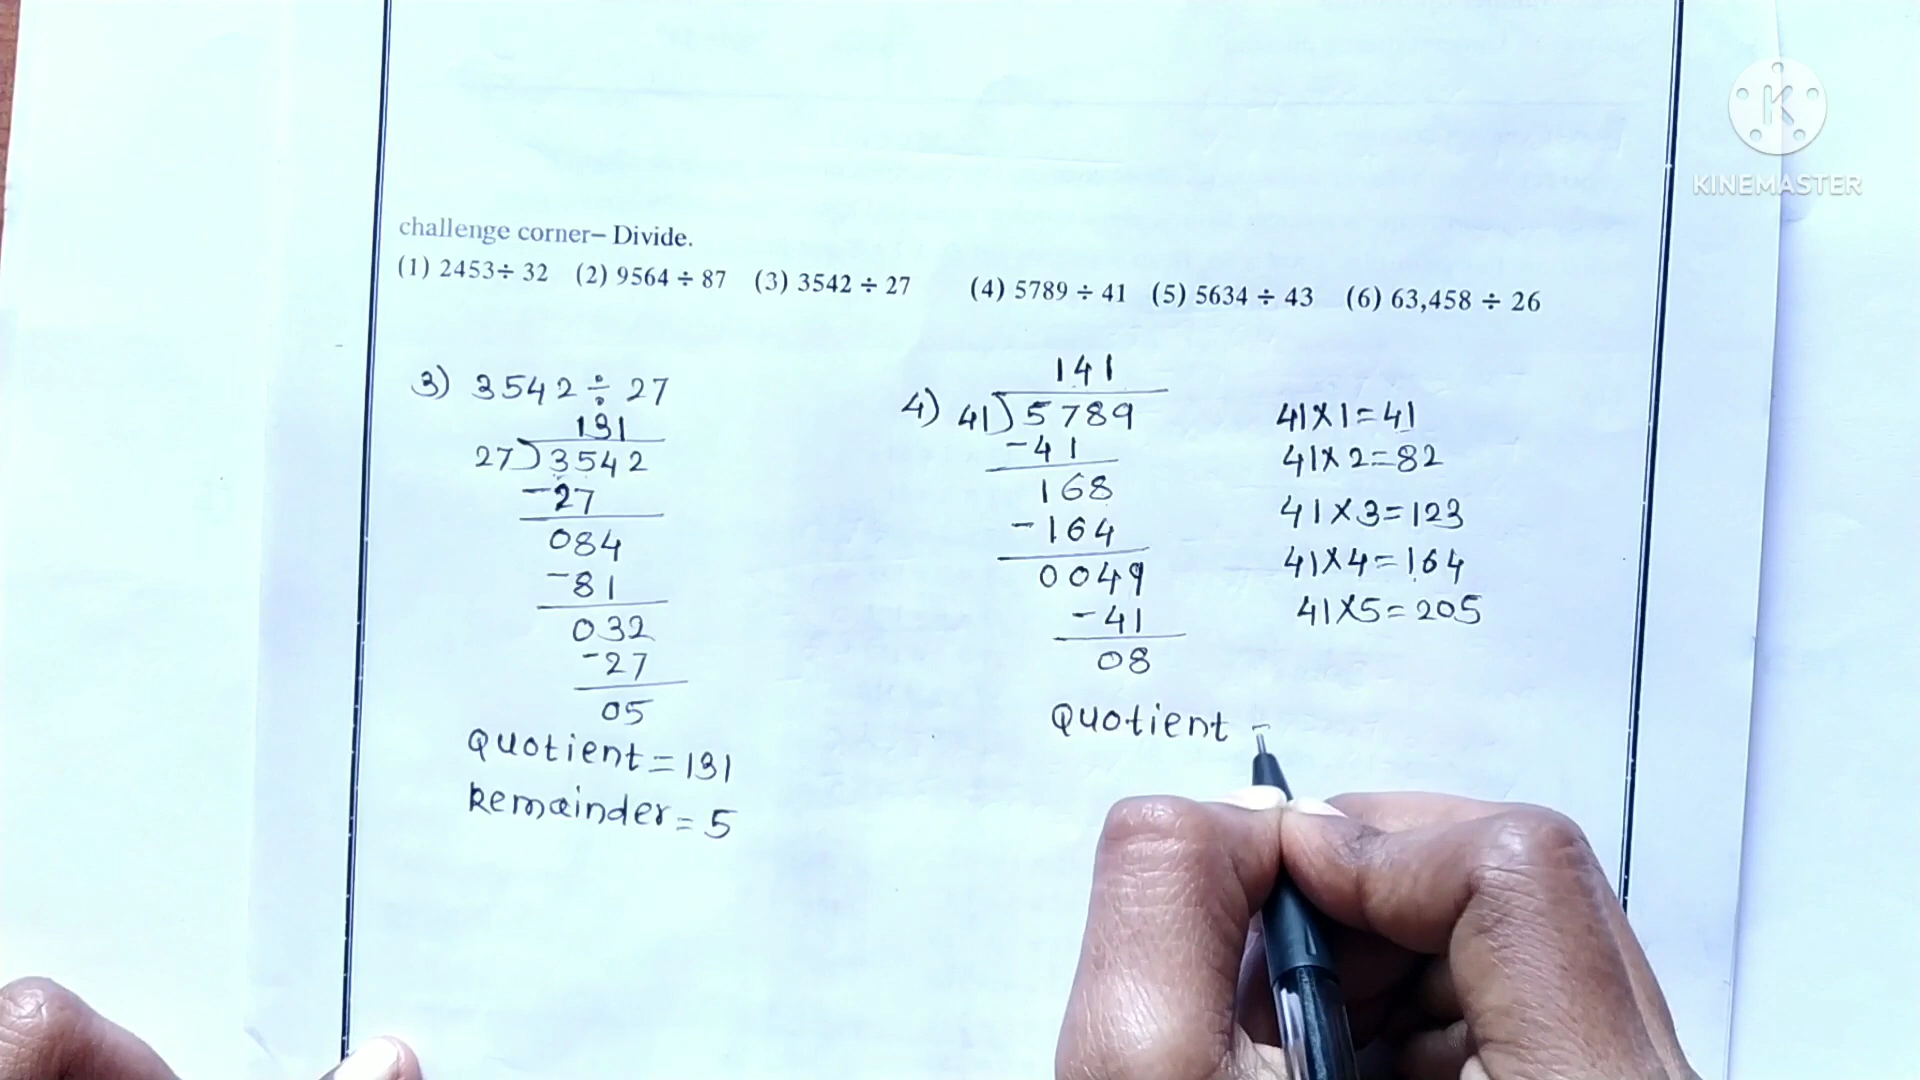 KINEMASTER
challenge corner– Divide.
(1) 2453÷ 32 (2) 9564 ÷ 87 (3) 3542 ÷ 27 (4) 5789 ÷ 41 (5) 5634 ÷ 43 (6) 63,458 ÷ 26
3) 3542 ÷ 27
131
27) 3542
-27
084
-81
032
-27
05
Quotient = 131
Remainder = 5
141
4) 41) 5789
-41
168
-164
0049
-41
08
Quotient -
41×1=41
41×2=82
41×3=123
41×4=164
41×5=205